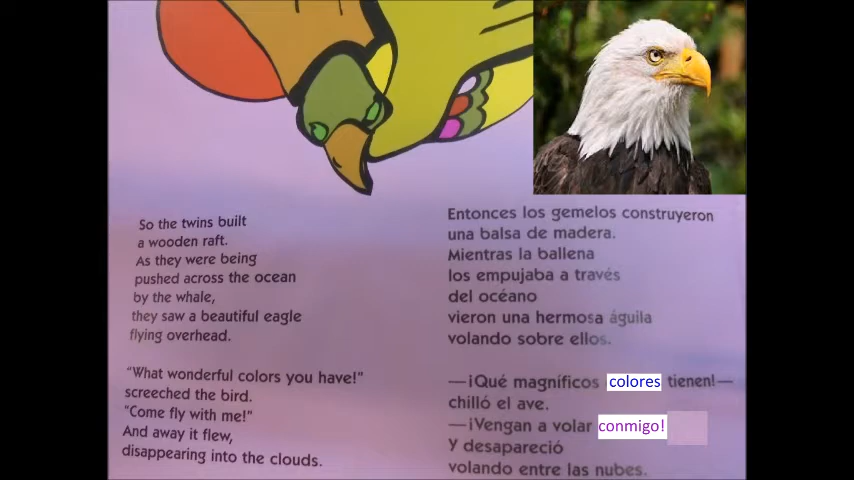 So the twins built
a wooden raft.
As they were being
pushed across the ocean
by the whale,
they saw a beautiful eagle
flying overhead.
“What wonderful colors you have!”
screeched the bird.
“Come fly with me!”
And away it flew,
disappearing into the clouds.
Entonces los gemelos construyeron
una balsa de madera.
Mientras la ballena
los empujaba a través
del océano
vieron una hermosa águila
volando sobre ellos.
—¡Qué magníficos colores tienen!—
chilló el ave.
—¡Vengan a volar conmigo!
Y desapareció
volando entre las nubes.